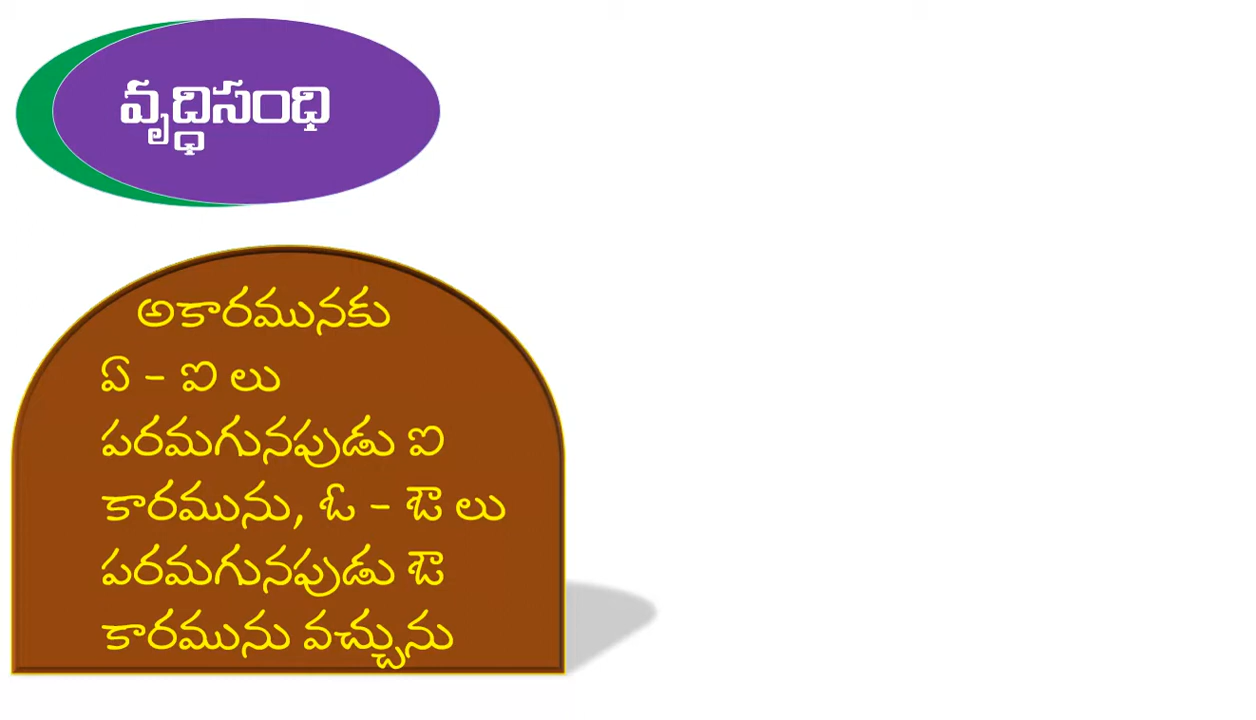 వృద్ధిసంధి
అకారమునకు
ఏ – ఐ లు
పరమగునపుడు ఐ
కారమును, ఓ – ఔ లు
పరమగునపుడు ఔ
కారమును వచ్చును